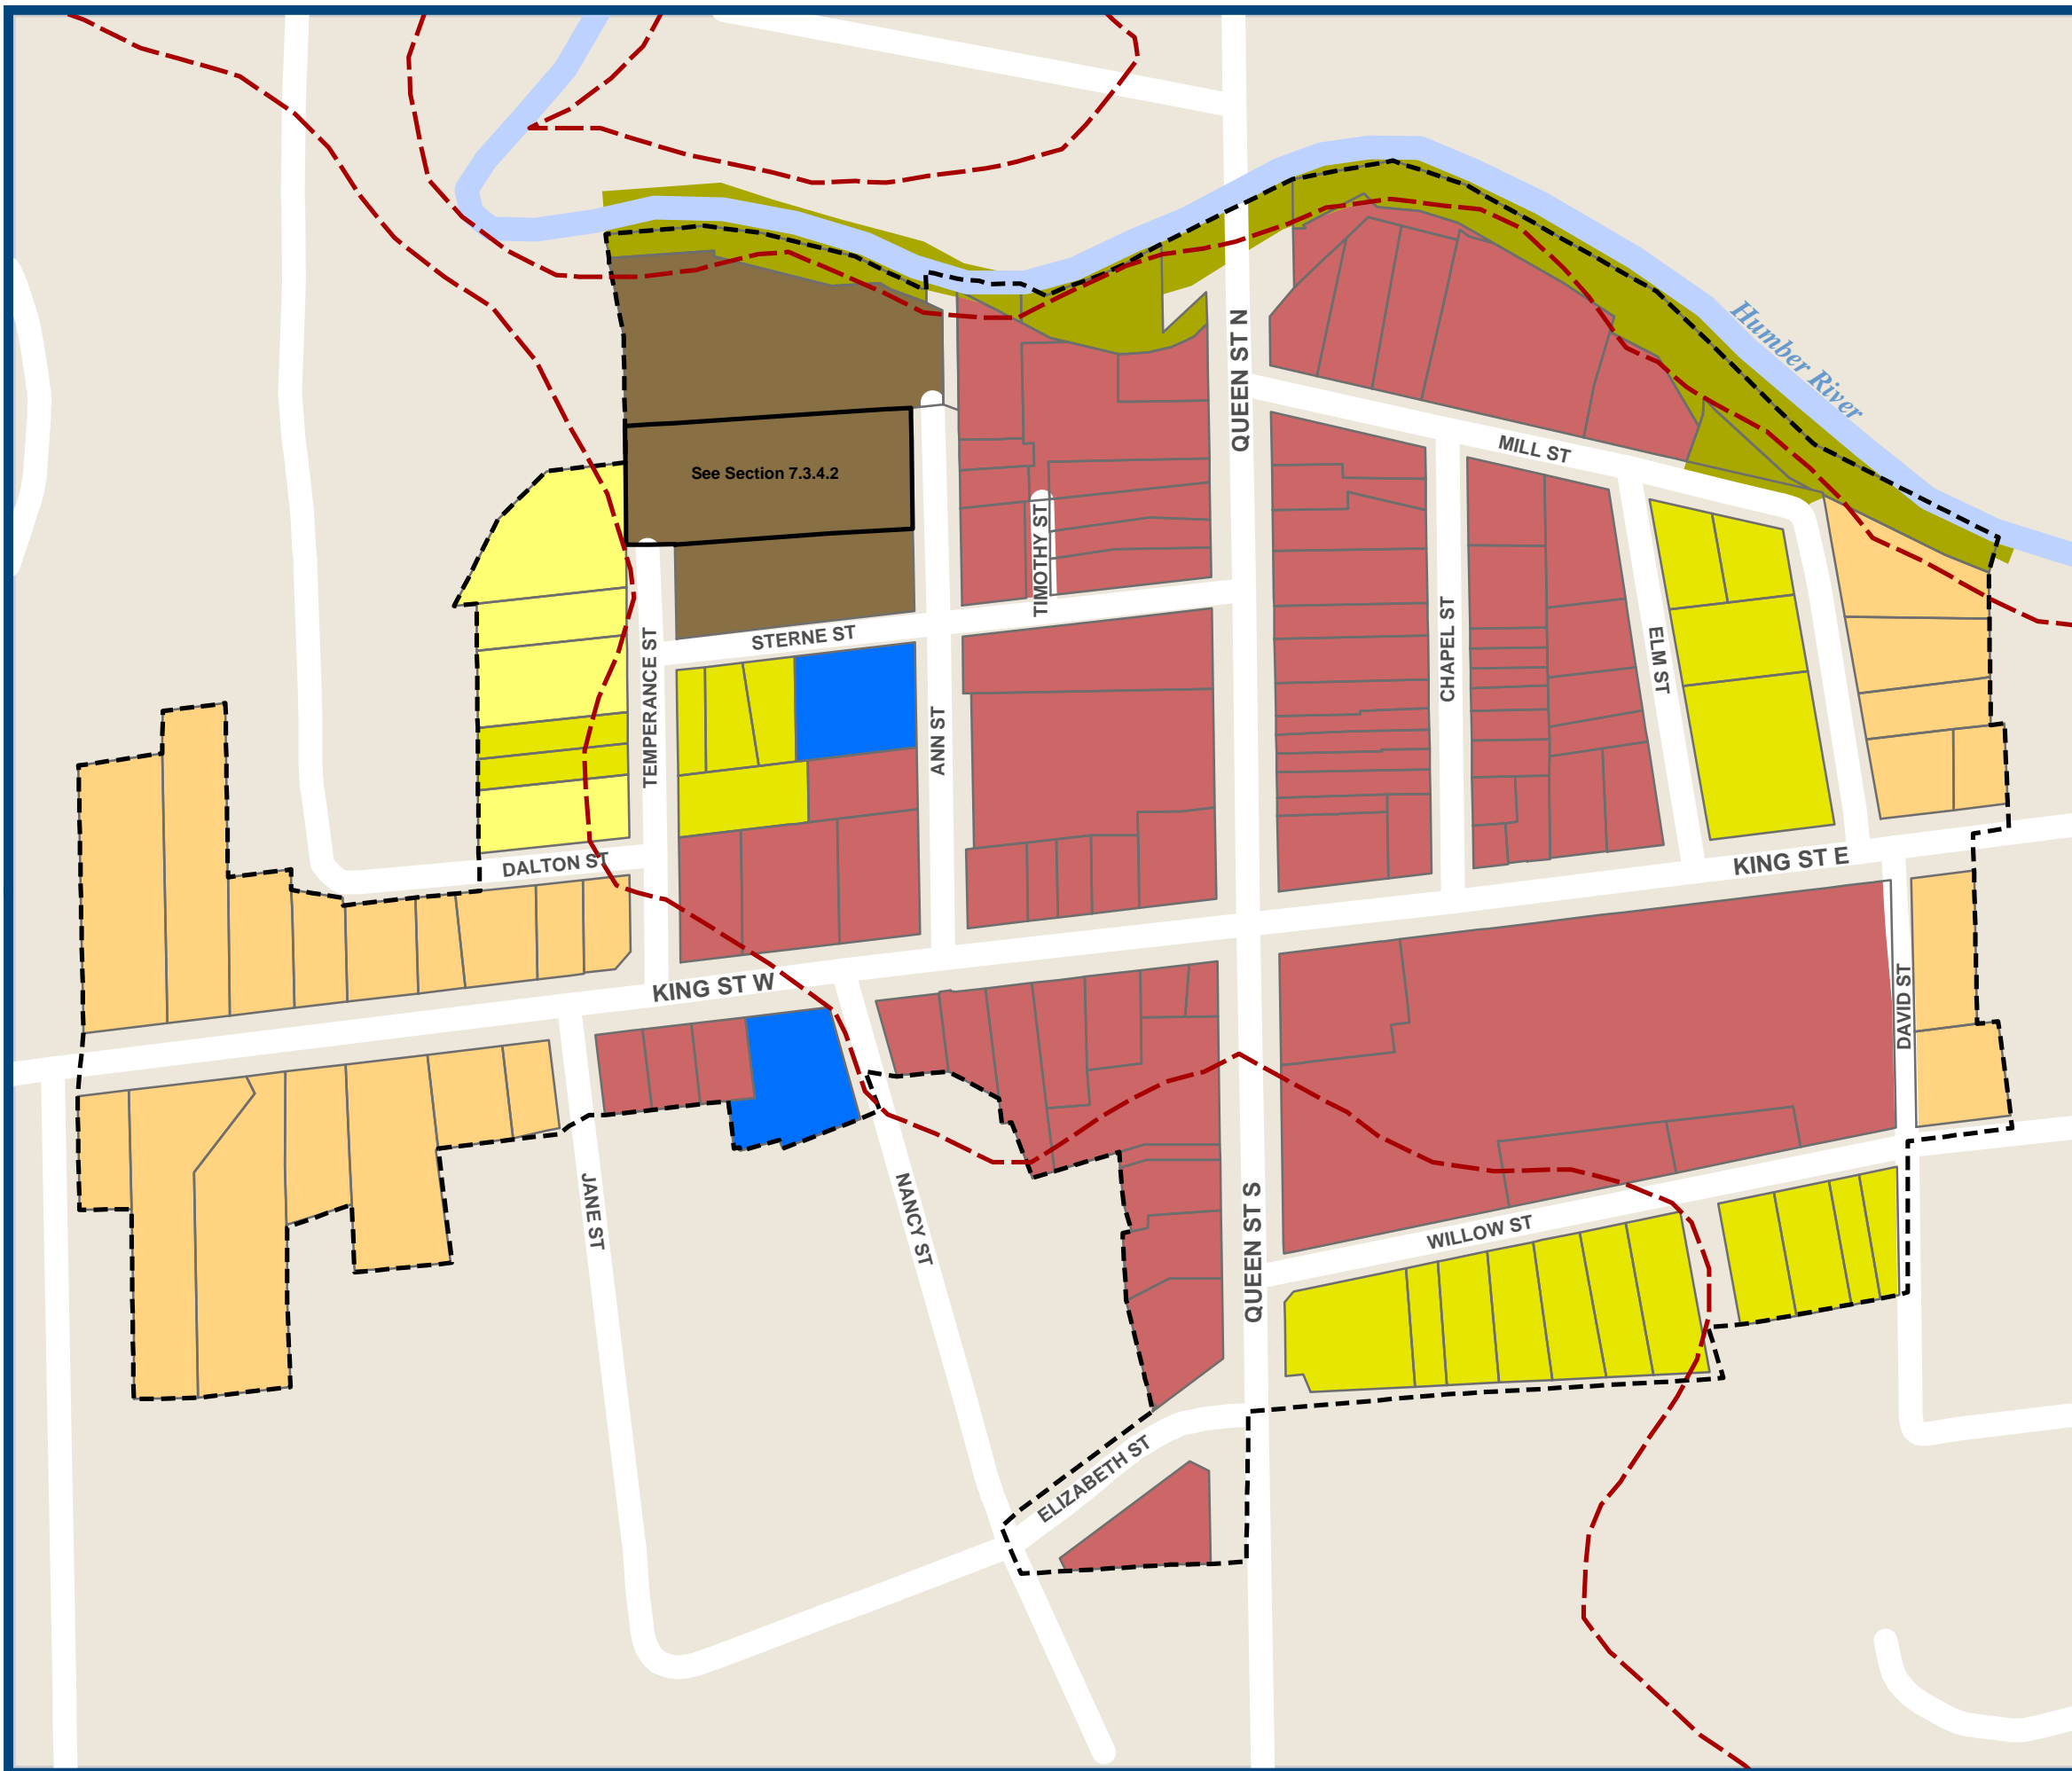 Humber River
QUEEN ST N
MILL ST
See Section 7.3.4.2
TIMOTHY ST
STERNE ST
TEMPERANCE ST
ANN ST
CHAPEL ST
ELM ST
DALTON ST
KING ST E
KING ST W
DAVID ST
JANE ST
NANCY ST
QUEEN ST S
WILLOW ST
ELIZABETH ST